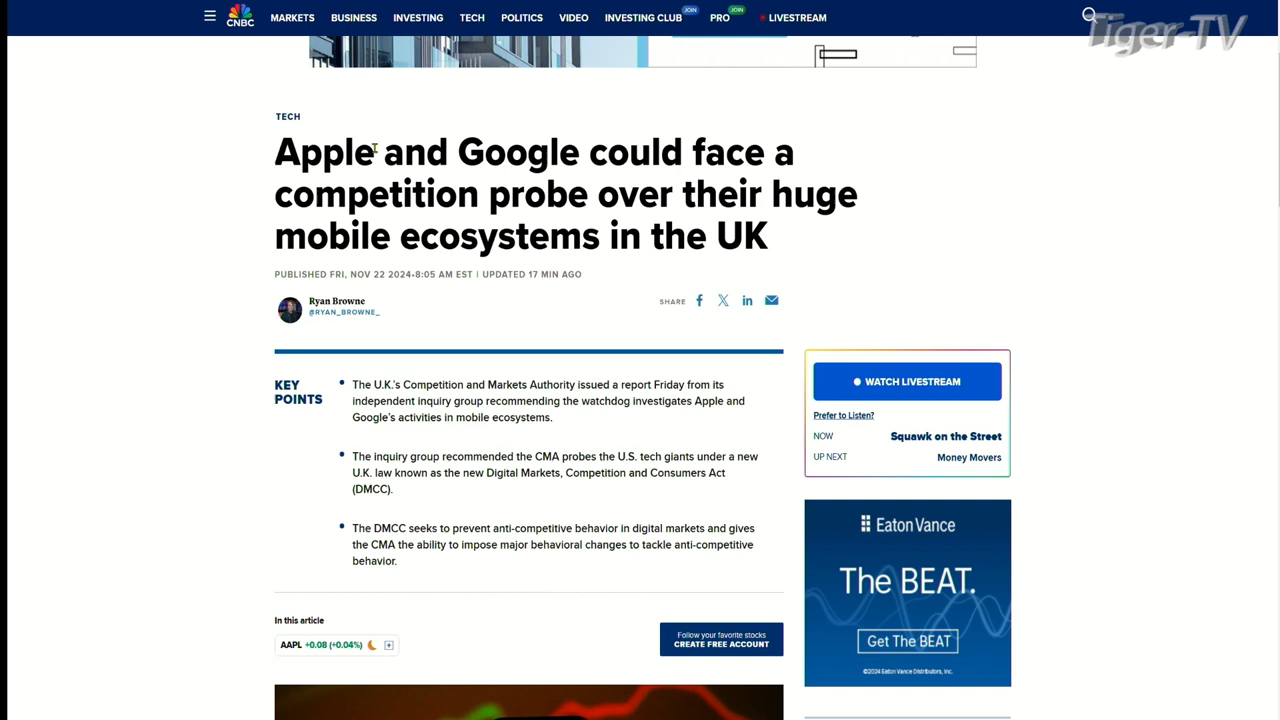 CNBC
MARKETS BUSINESS INVESTING TECH POLITICS VIDEO INVESTING CLUB JOIN PRO JOIN LIVESTREAM
Tiger-TV
TECH
Apple and Google could face a
competition probe over their huge
mobile ecosystems in the UK
PUBLISHED FRI, NOV 22 2024•8:05 AM EST | UPDATED 17 MIN AGO
Ryan Browne
@RYAN_BROWNE_
SHARE
KEY
POINTS
• The U.K.'s Competition and Markets Authority issued a report Friday from its
independent inquiry group recommending the watchdog investigates Apple and
Google's activities in mobile ecosystems.
• The inquiry group recommended the CMA probes the U.S. tech giants under a new
U.K. law known as the new Digital Markets, Competition and Consumers Act
(DMCC).
• The DMCC seeks to prevent anti-competitive behavior in digital markets and gives
the CMA the ability to impose major behavioral changes to tackle anti-competitive
behavior.
In this article
AAPL +0.08 (+0.04%)
Follow your favorite stocks
CREATE FREE ACCOUNT
WATCH LIVESTREAM
Prefer to Listen?
NOW Squawk on the Street
UP NEXT Money Movers
Eaton Vance
The BEAT.
Get The BEAT
©2024 Eaton Vance Distributors, Inc.